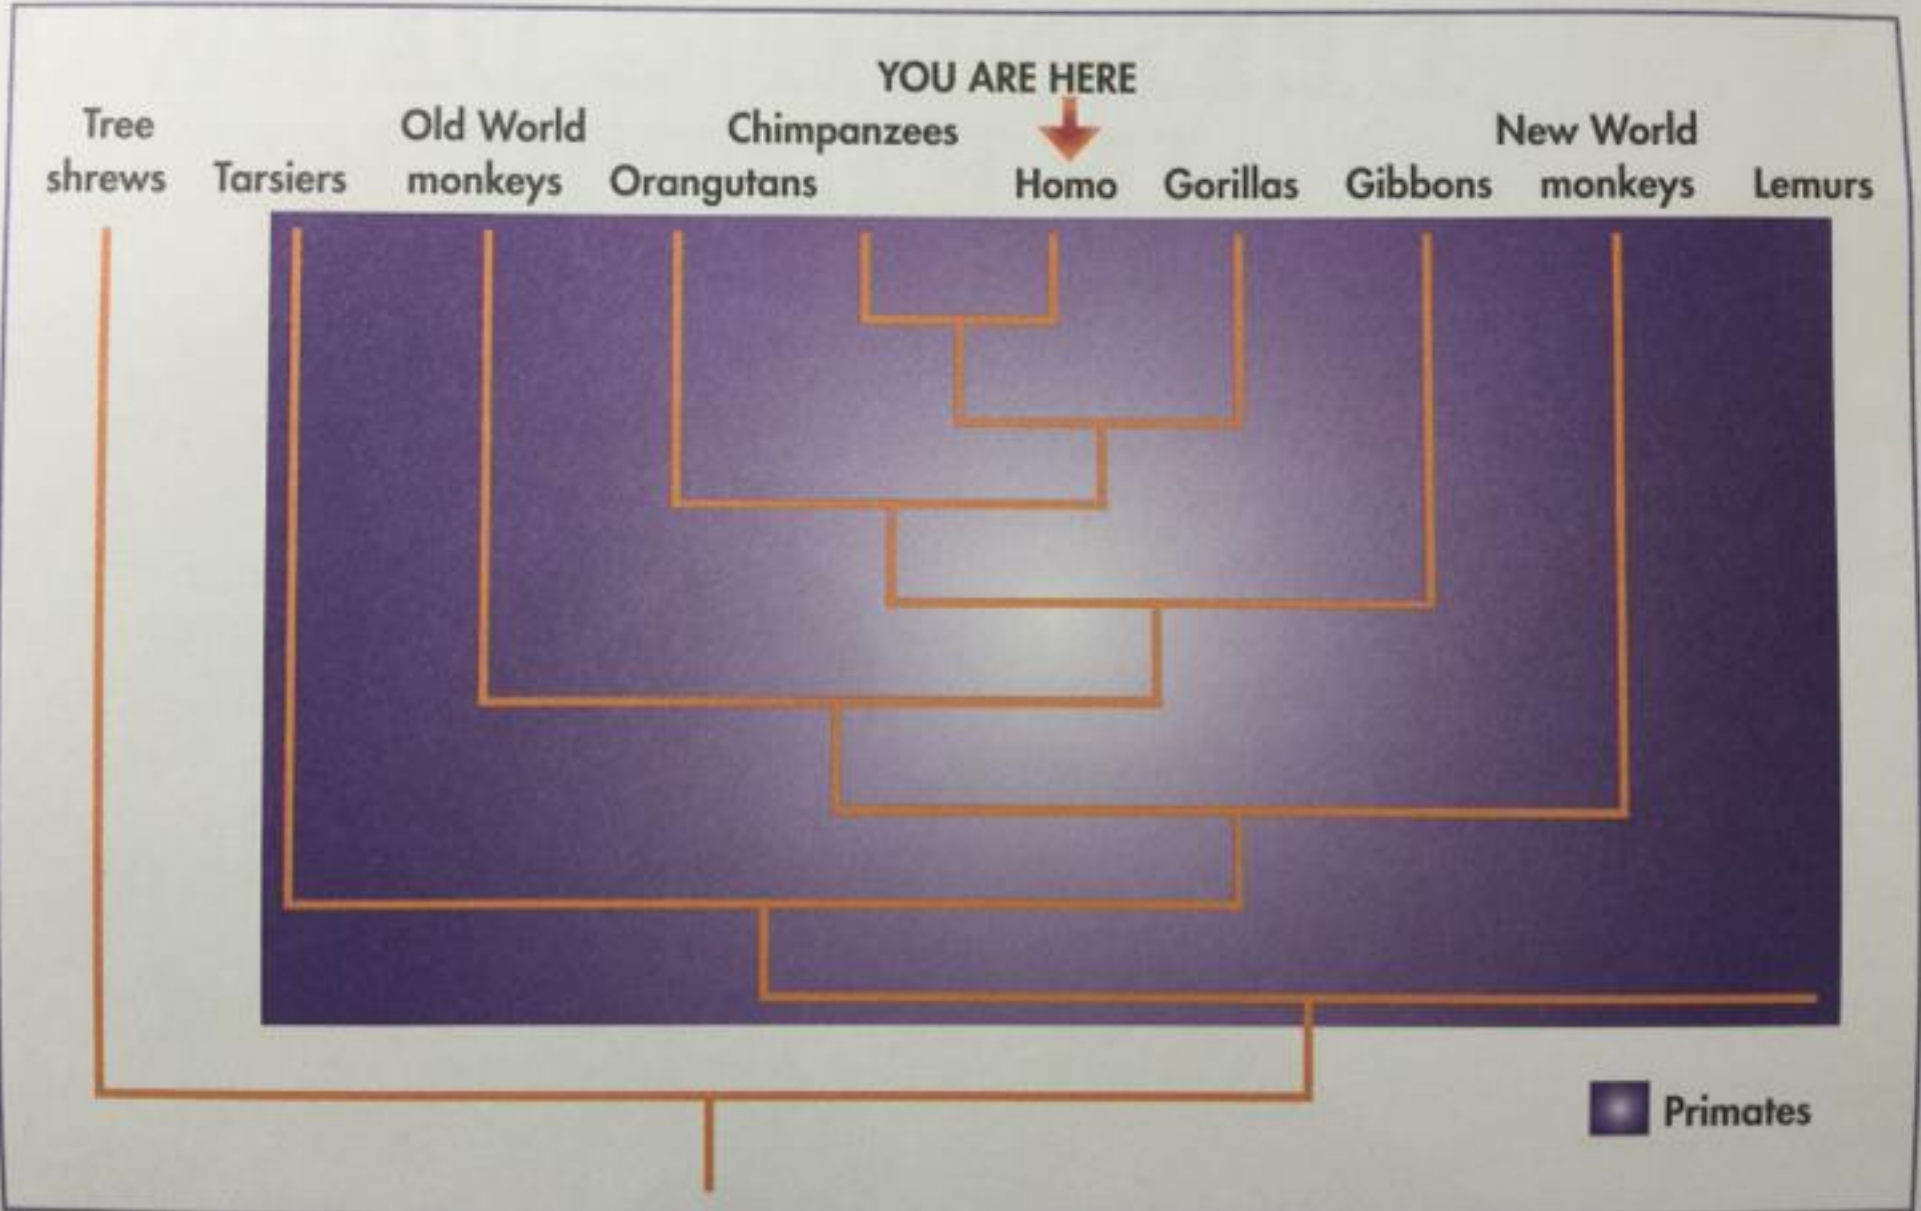 YOU ARE HERE
Tree
shrews
Tarsiers
Old World
monkeys
Orangutans
Chimpanzees
Homo
Gorillas
Gibbons
New World
monkeys
Lemurs
Primates